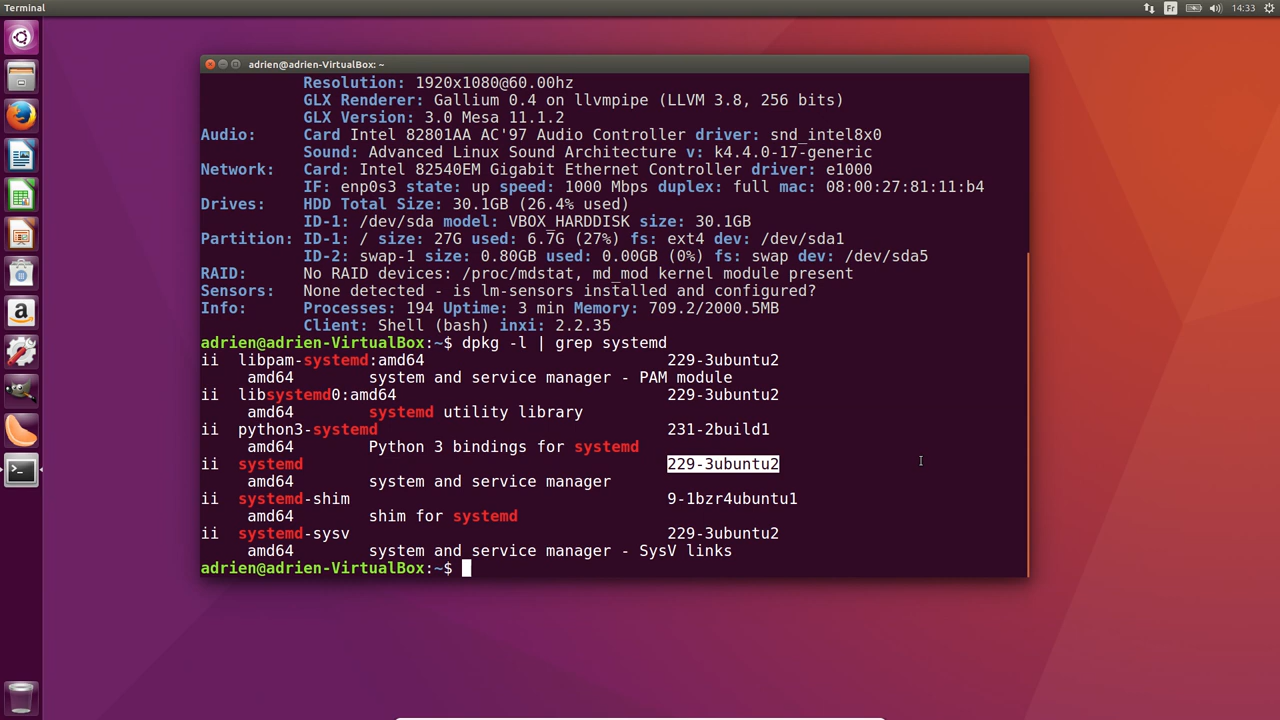 Terminal
Fr
14:33
adrien@adrien-VirtualBox: ~
Resolution: 1920x1080@60.00hz
GLX Renderer: Gallium 0.4 on llvmpipe (LLVM 3.8, 256 bits)
GLX Version: 3.0 Mesa 11.1.2
Audio: Card Intel 82801AA AC'97 Audio Controller driver: snd_intel8x0
Sound: Advanced Linux Sound Architecture v: k4.4.0-17-generic
Network: Card: Intel 82540EM Gigabit Ethernet Controller driver: e1000
IF: enp0s3 state: up speed: 1000 Mbps duplex: full mac: 08:00:27:81:11:b4
Drives: HDD Total Size: 30.1GB (26.4% used)
ID-1: /dev/sda model: VBOX_HARDDISK size: 30.1GB
Partition: ID-1: / size: 27G used: 6.7G (27%) fs: ext4 dev: /dev/sda1
ID-2: swap-1 size: 0.80GB used: 0.00GB (0%) fs: swap dev: /dev/sda5
RAID: No RAID devices: /proc/mdstat, md_mod kernel module present
Sensors: None detected - is lm-sensors installed and configured?
Info: Processes: 194 Uptime: 3 min Memory: 709.2/2000.5MB
Client: Shell (bash) inxi: 2.2.35
adrien@adrien-VirtualBox:~$ dpkg -l | grep systemd
ii libpam-systemd:amd64 229-3ubuntu2
amd64 system and service manager - PAM module
ii libsystemd0:amd64 229-3ubuntu2
amd64 systemd utility library
ii python3-systemd 231-2build1
amd64 Python 3 bindings for systemd
ii systemd 229-3ubuntu2
amd64 system and service manager
ii systemd-shim 9-1bzr4ubuntu1
amd64 shim for systemd
ii systemd-sysv 229-3ubuntu2
amd64 system and service manager - SysV links
adrien@adrien-VirtualBox:~$